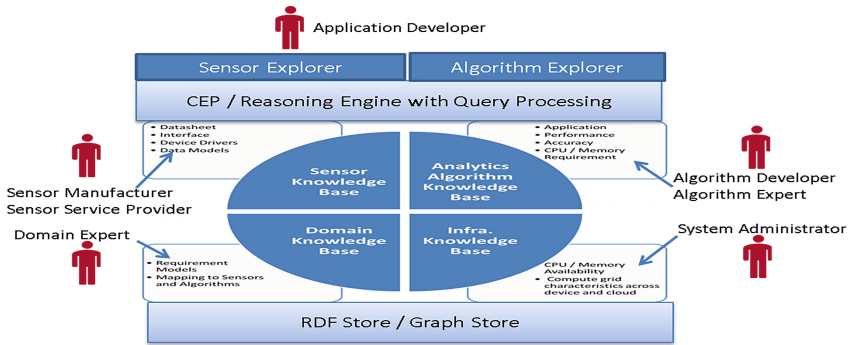 Application Developer
Sensor Explorer
Algorithm Explorer
CEP / Reasoning Engine with Query Processing
• Datasheet
• Interface
• Device Drivers
• Data Models
• Application
• Performance
• Accuracy
• CPU / Memory
Requirement
Sensor
Knowledge
Base
Analytics
Algorithm
Knowledge
Base
Sensor Manufacturer
Sensor Service Provider
Algorithm Developer
Algorithm Expert
Domain Expert
System Administrator
Domain
Knowledge
Base
Infra.
Knowledge
Base
• Requirement
Models
• Mapping to Sensors
and Algorithms
CPU / Memory
Availability
• Compute grid
characteristics across
device and cloud
RDF Store / Graph Store